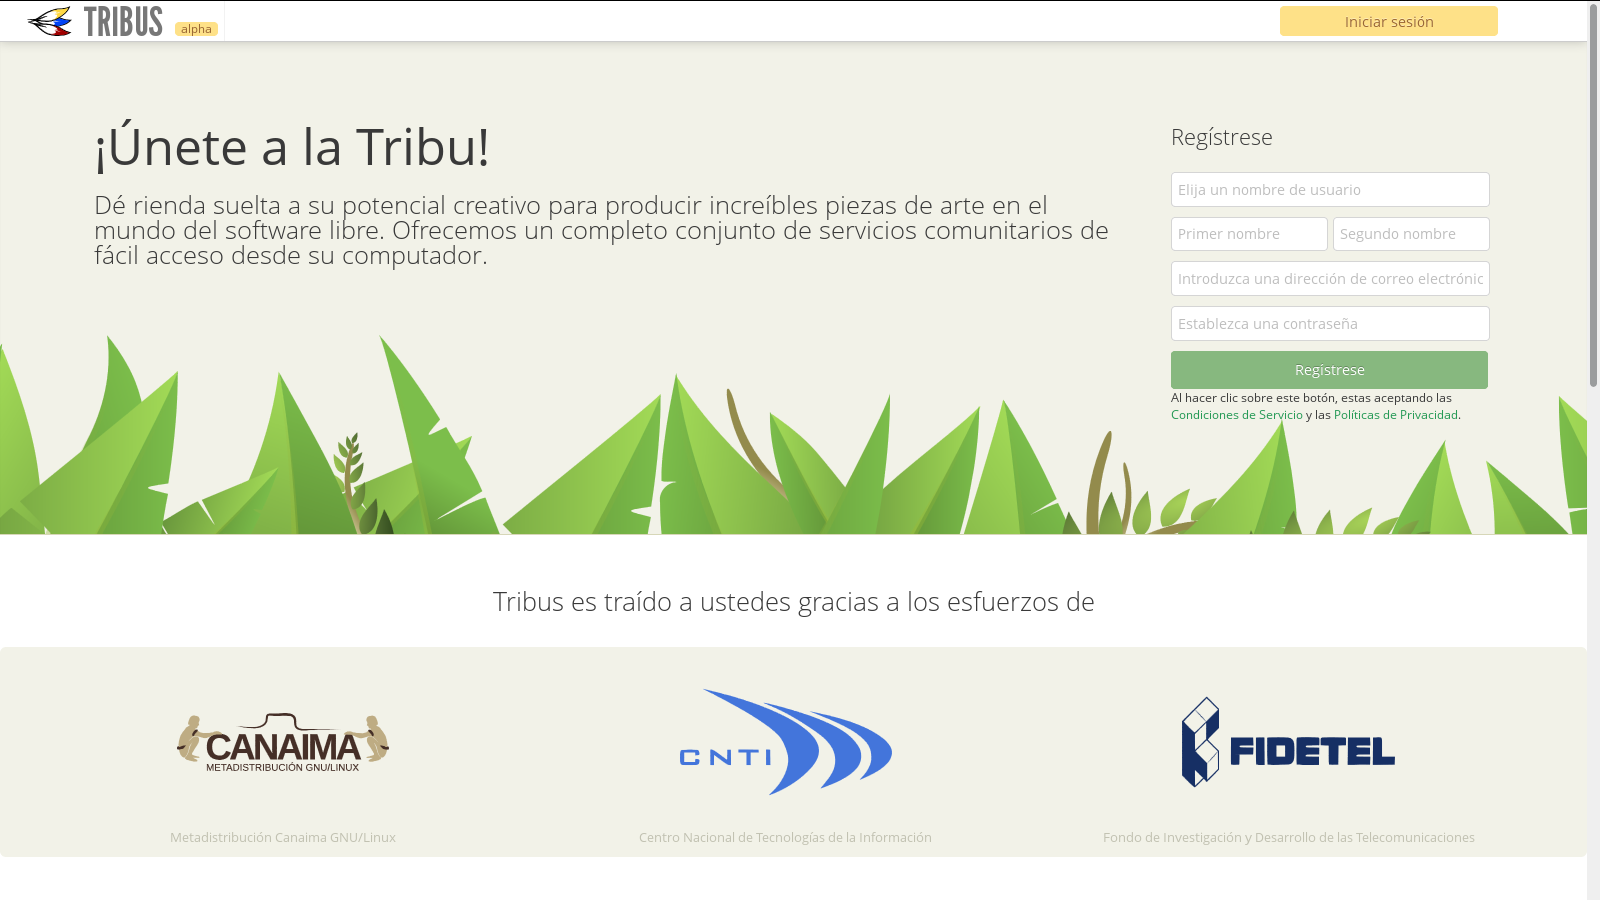 TRIBUS alpha
Iniciar sesión
¡Únete a la Tribu!
Dé rienda suelta a su potencial creativo para producir increíbles piezas de arte en el
mundo del software libre. Ofrecemos un completo conjunto de servicios comunitarios de
fácil acceso desde su computador.
Regístrese
Elija un nombre de usuario
Primer nombre
Segundo nombre
Introduzca una dirección de correo electrónic
Establezca una contraseña
Registrese
Al hacer clic sobre este botón, estas aceptando las
Condiciones de Servicio y las Políticas de Privacidad.
Tribus es traído a ustedes gracias a los esfuerzos de
CANAIMA
METADISTRIBUCIÓN GNU/LINUX
CNTI
FIDETEL
Metadistribución Canaima GNU/Linux
Centro Nacional de Tecnologías de la Información
Fondo de Investigación y Desarrollo de las Telecomunicaciones